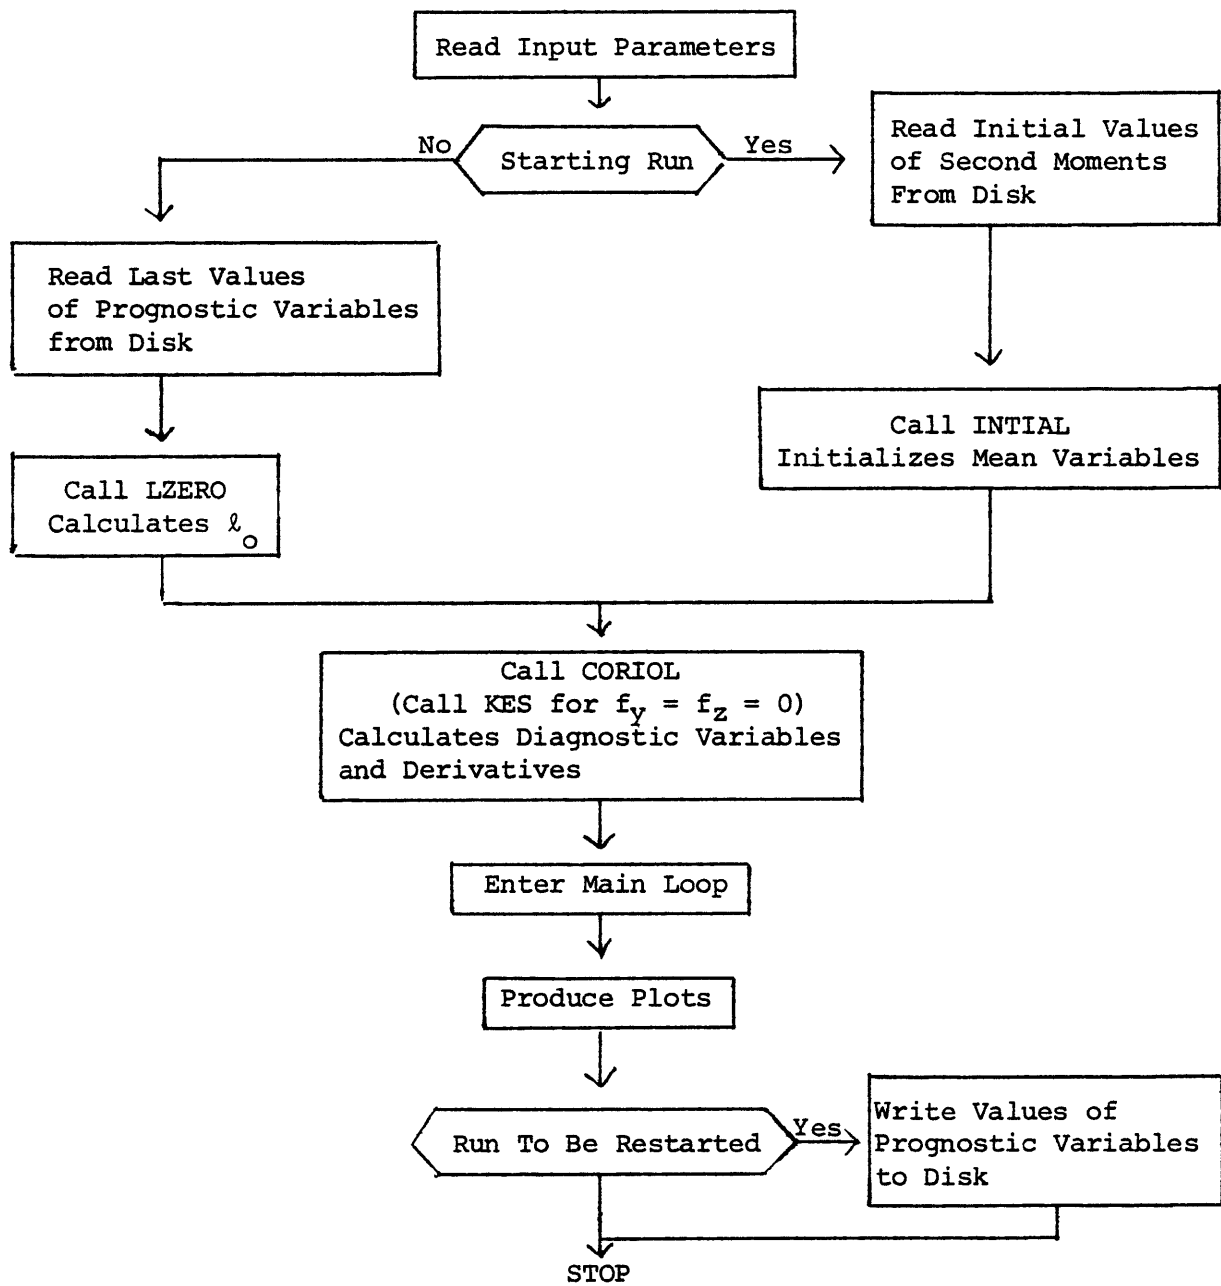 Read Input Parameters
No
Starting Run
Yes
Read Initial Values
of Second Moments
From Disk
Read Last Values
of Prognostic Variables
from Disk
Call INTIAL
Initializes Mean Variables
Call LZERO
Calculates ℓ_o
Call CORIOL
(Call KES for f_y = f_z = 0)
Calculates Diagnostic Variables
and Derivatives
Enter Main Loop
Produce Plots
Run To Be Restarted
Yes
Write Values of
Prognostic Variables
to Disk
STOP